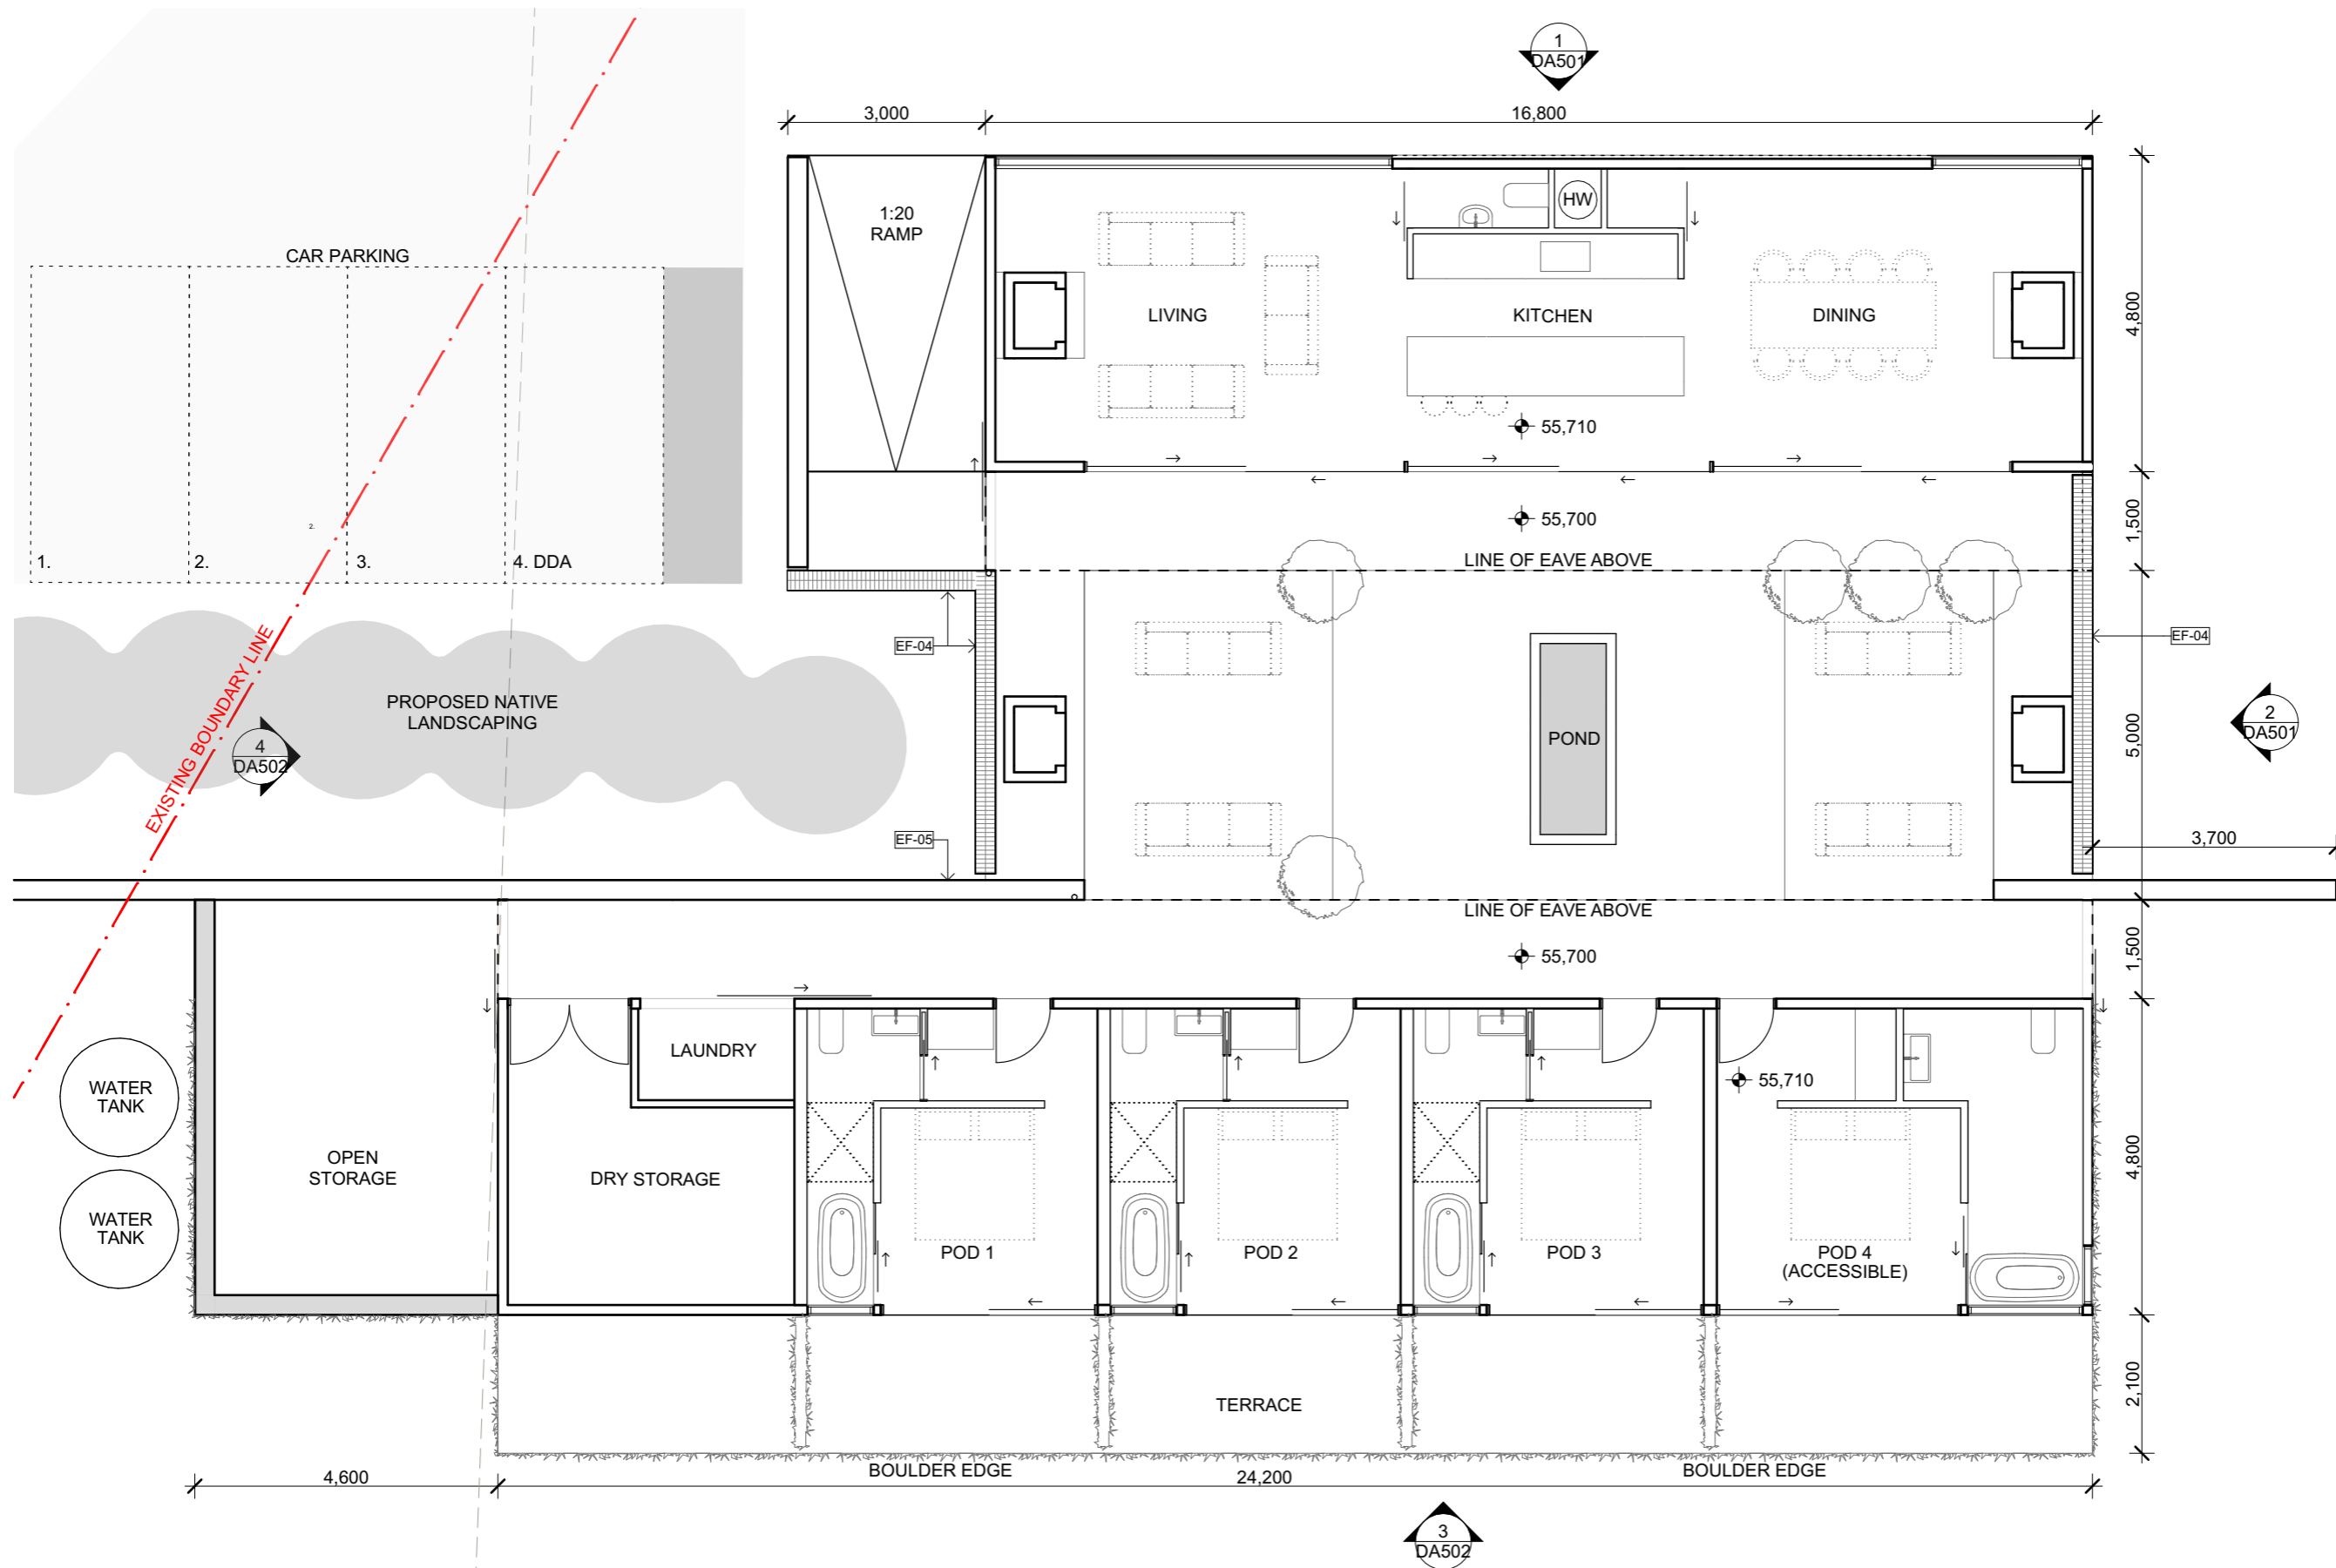 1
DA501
3,000
16,800
1:20
RAMP
HW
CAR PARKING
LIVING
KITCHEN
DINING
4,800
55,710
55,700
1,500
LINE OF EAVE ABOVE
2.
1.
2.
3.
4. DDA
EF-04
EF-04
EXISTING BOUNDARY LINE
PROPOSED NATIVE
LANDSCAPING
4
DA502
POND
5,000
2
DA501
EF-05
3,700
LINE OF EAVE ABOVE
55,700
1,500
LAUNDRY
55,710
WATER
TANK
OPEN
STORAGE
DRY STORAGE
4,800
WATER
TANK
POD 1
POD 2
POD 3
POD 4
(ACCESSIBLE)
TERRACE
2,100
BOULDER EDGE
BOULDER EDGE
4,600
24,200
3
DA502